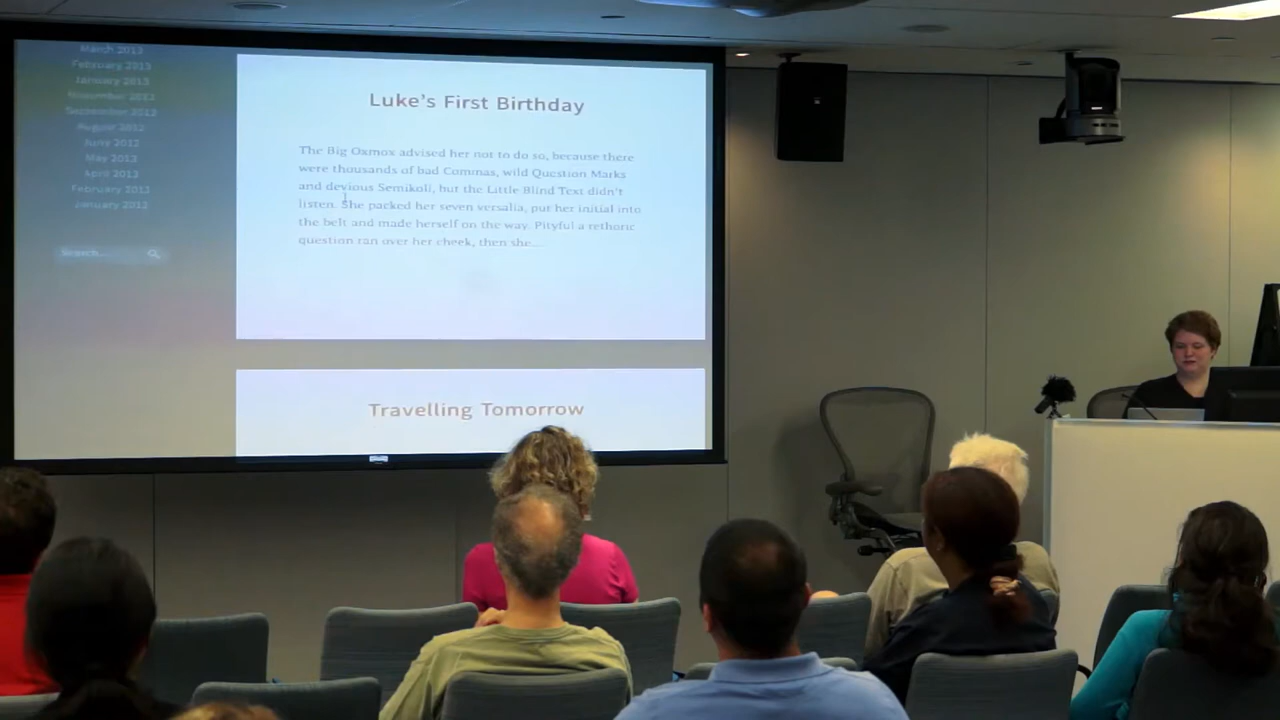 March 2013
February 2013
January 2013
November 2012
September 2012
August 2012
June 2012
May 2012
April 2012
February 2012
January 2012
Search...
Luke's First Birthday
The Big Oxmox advised her not to do so, because there
were thousands of bad Commas, wild Question Marks
and devious Semikoli, but the Little Blind Text didn't
listen. She packed her seven versalia, put her initial into
the belt and made herself on the way. Pityful a rethoric
question ran over her cheek, then she...
Travelling Tomorrow